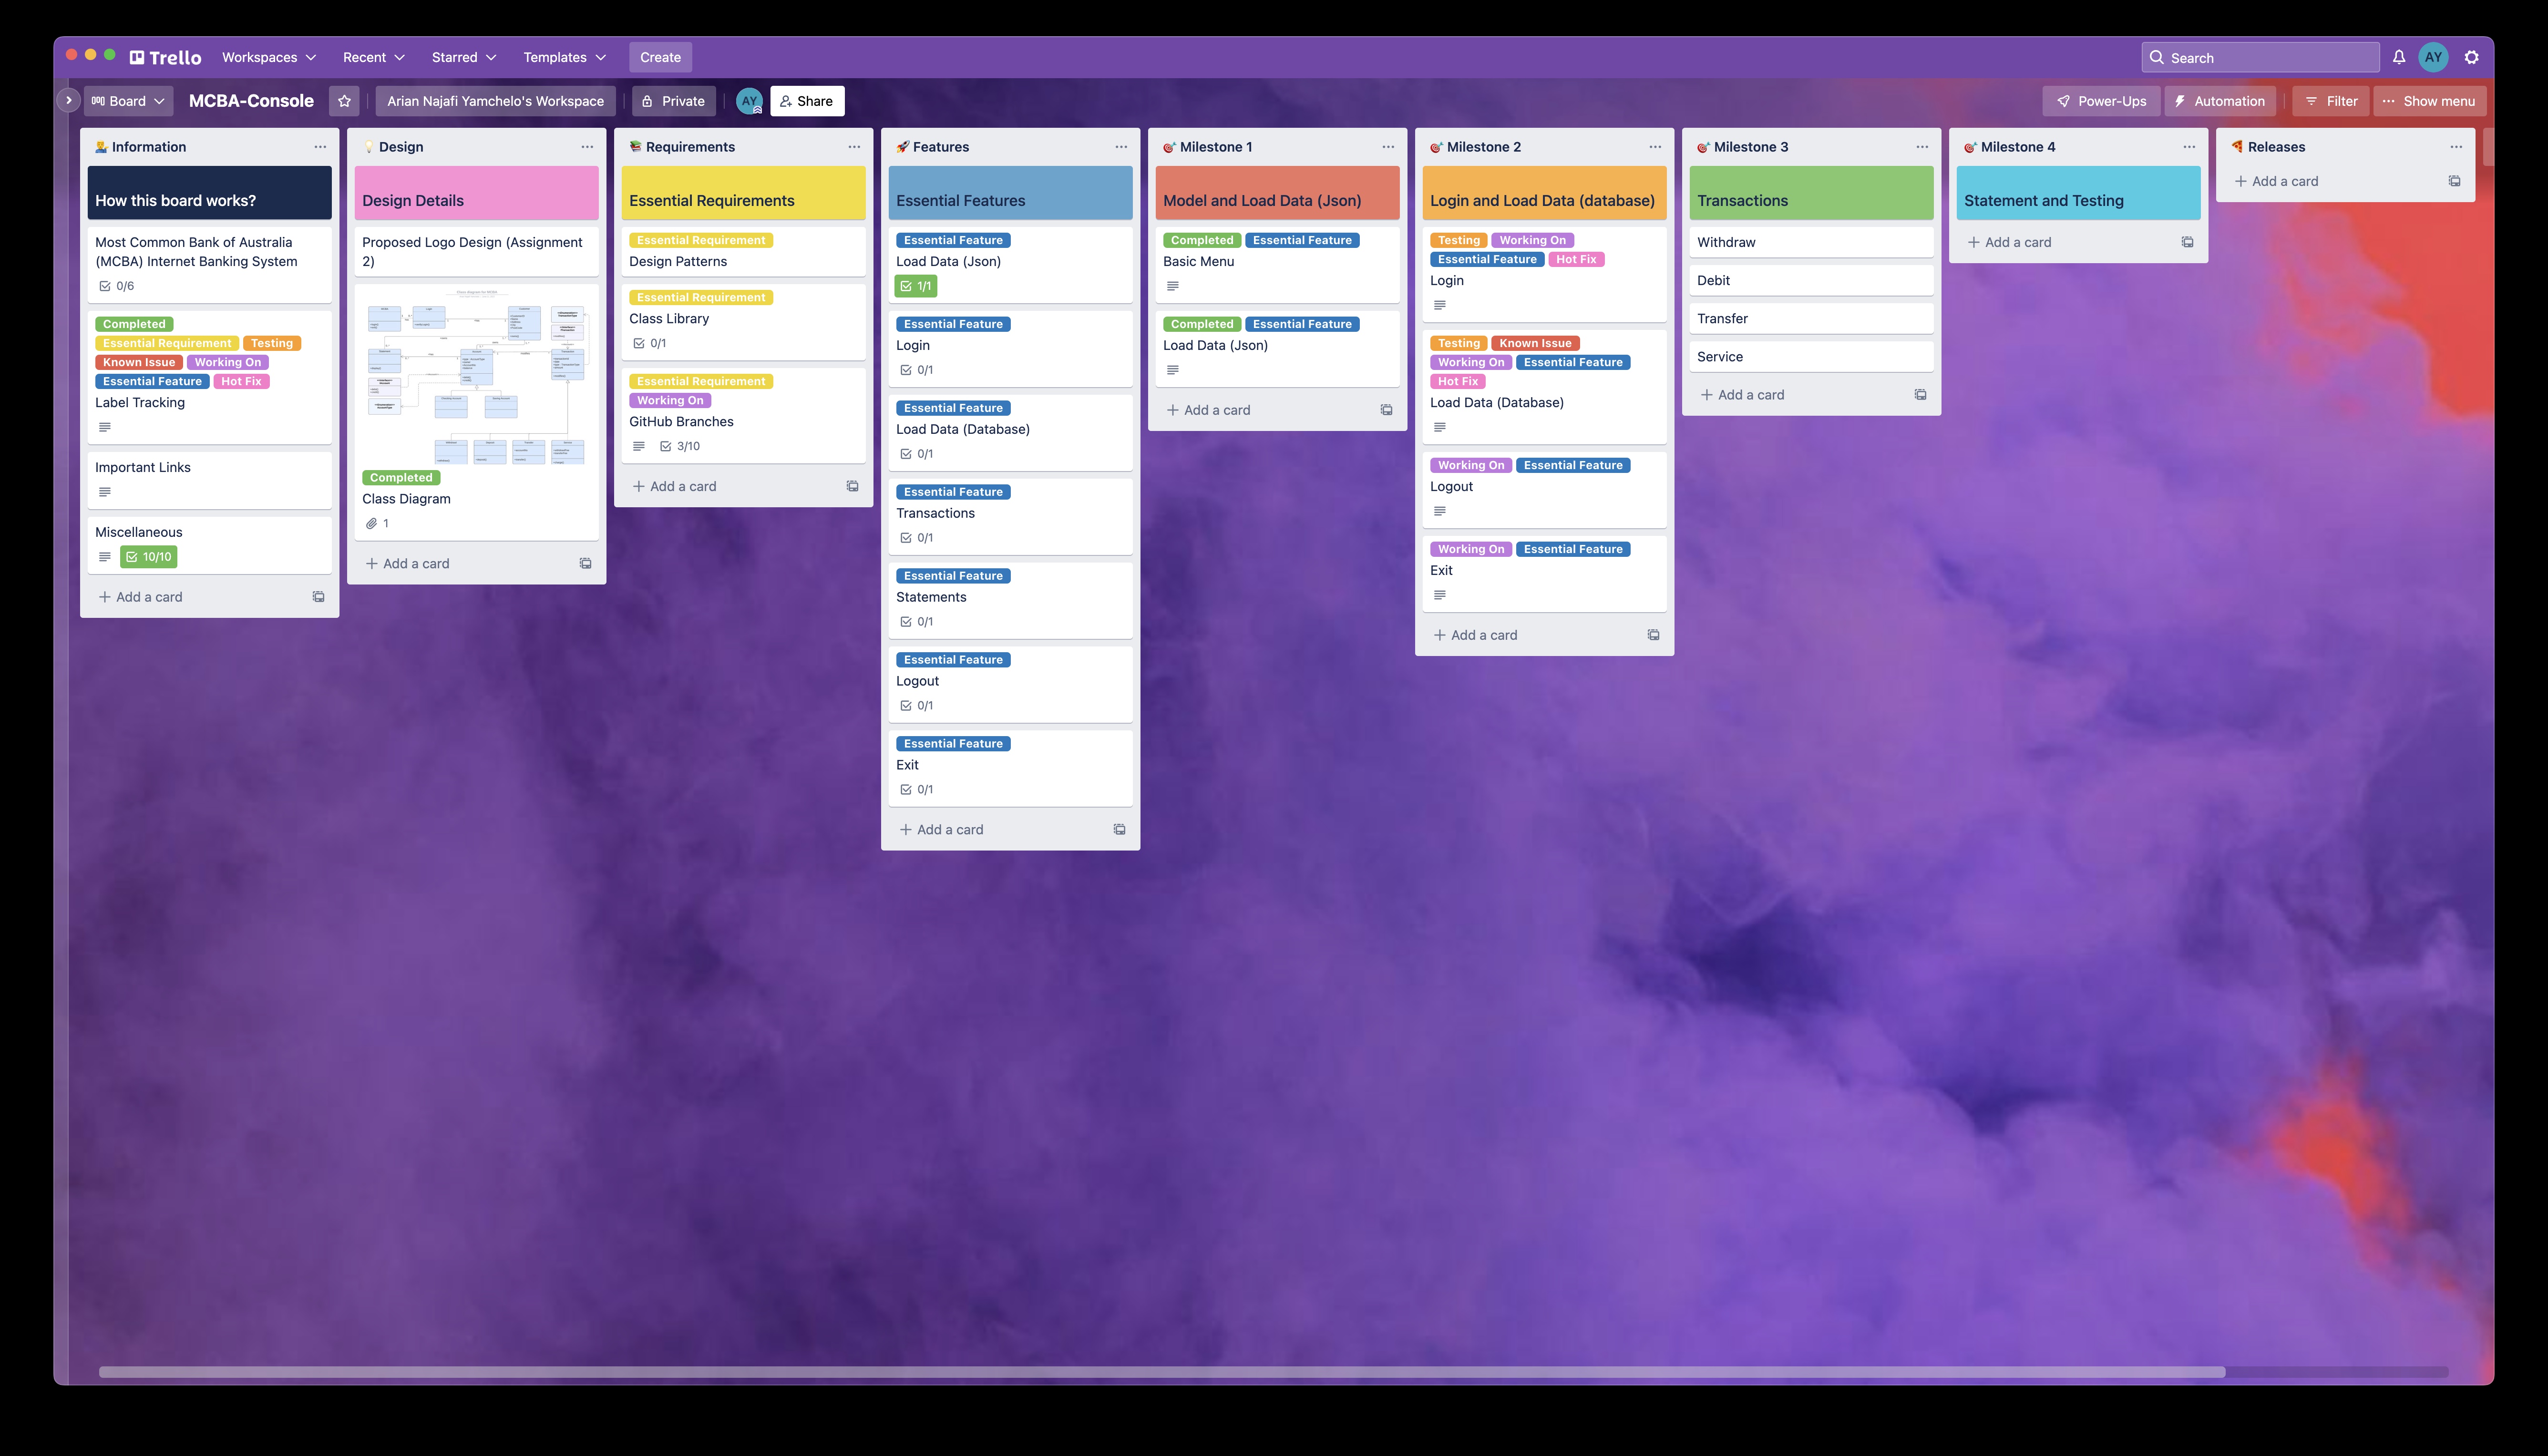 Trello Workspaces Recent Starred Templates Create Search AY
Board MCBA-Console Arian Najafi Yamchelo's Workspace Private AY Share Power-Ups Automation Filter Show menu
Information
How this board works?
Most Common Bank of Australia
(MCBA) Internet Banking System
0/6
Completed
Essential Requirement Testing
Known Issue Working On
Essential Feature Hot Fix
Label Tracking
Important Links
Miscellaneous
10/10
Add a card
Design
Design Details
Proposed Logo Design (Assignment
2)
Completed
Class Diagram
1
Add a card
Requirements
Essential Requirements
Essential Requirement
Design Patterns
Essential Requirement
Class Library
0/1
Essential Requirement
Working On
GitHub Branches
3/10
Add a card
Features
Essential Features
Essential Feature
Load Data (Json)
1/1
Essential Feature
Login
0/1
Essential Feature
Load Data (Database)
0/1
Essential Feature
Transactions
0/1
Essential Feature
Statements
0/1
Essential Feature
Logout
0/1
Essential Feature
Exit
0/1
Add a card
Milestone 1
Model and Load Data (Json)
Completed Essential Feature
Basic Menu
Completed Essential Feature
Load Data (Json)
Add a card
Milestone 2
Login and Load Data (database)
Testing Working On
Essential Feature Hot Fix
Login
Testing Known Issue
Working On Essential Feature
Hot Fix
Load Data (Database)
Working On Essential Feature
Logout
Working On Essential Feature
Exit
Add a card
Milestone 3
Transactions
Withdraw
Debit
Transfer
Service
Add a card
Milestone 4
Statement and Testing
Add a card
Releases
Add a card